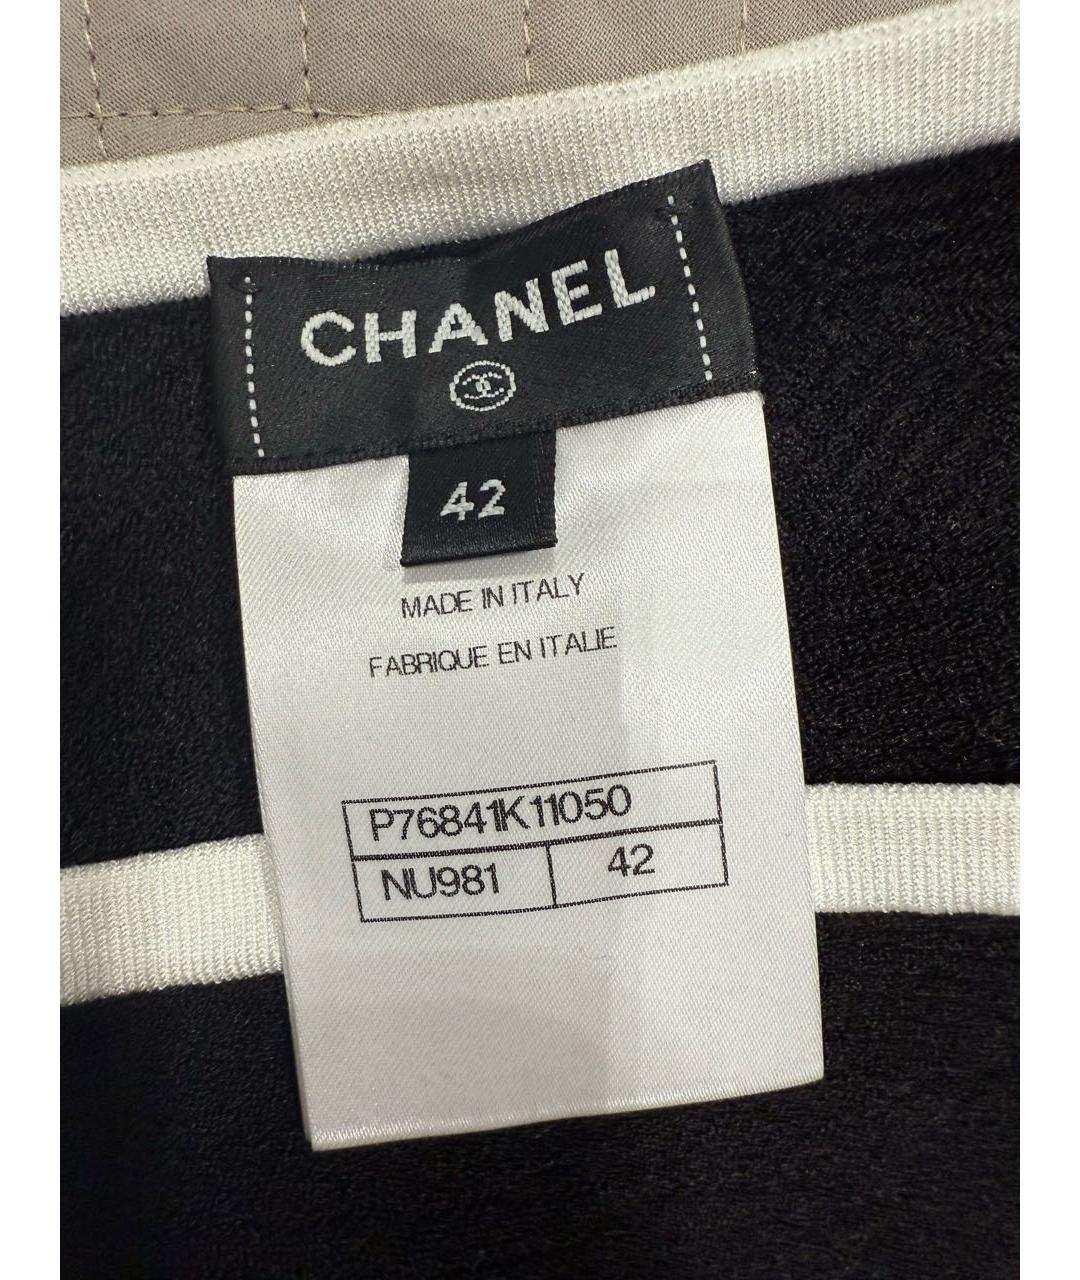 CHANEL
42
MADE IN ITALY
FABRIQUE EN ITALIE
P76841K11050
NU981 42